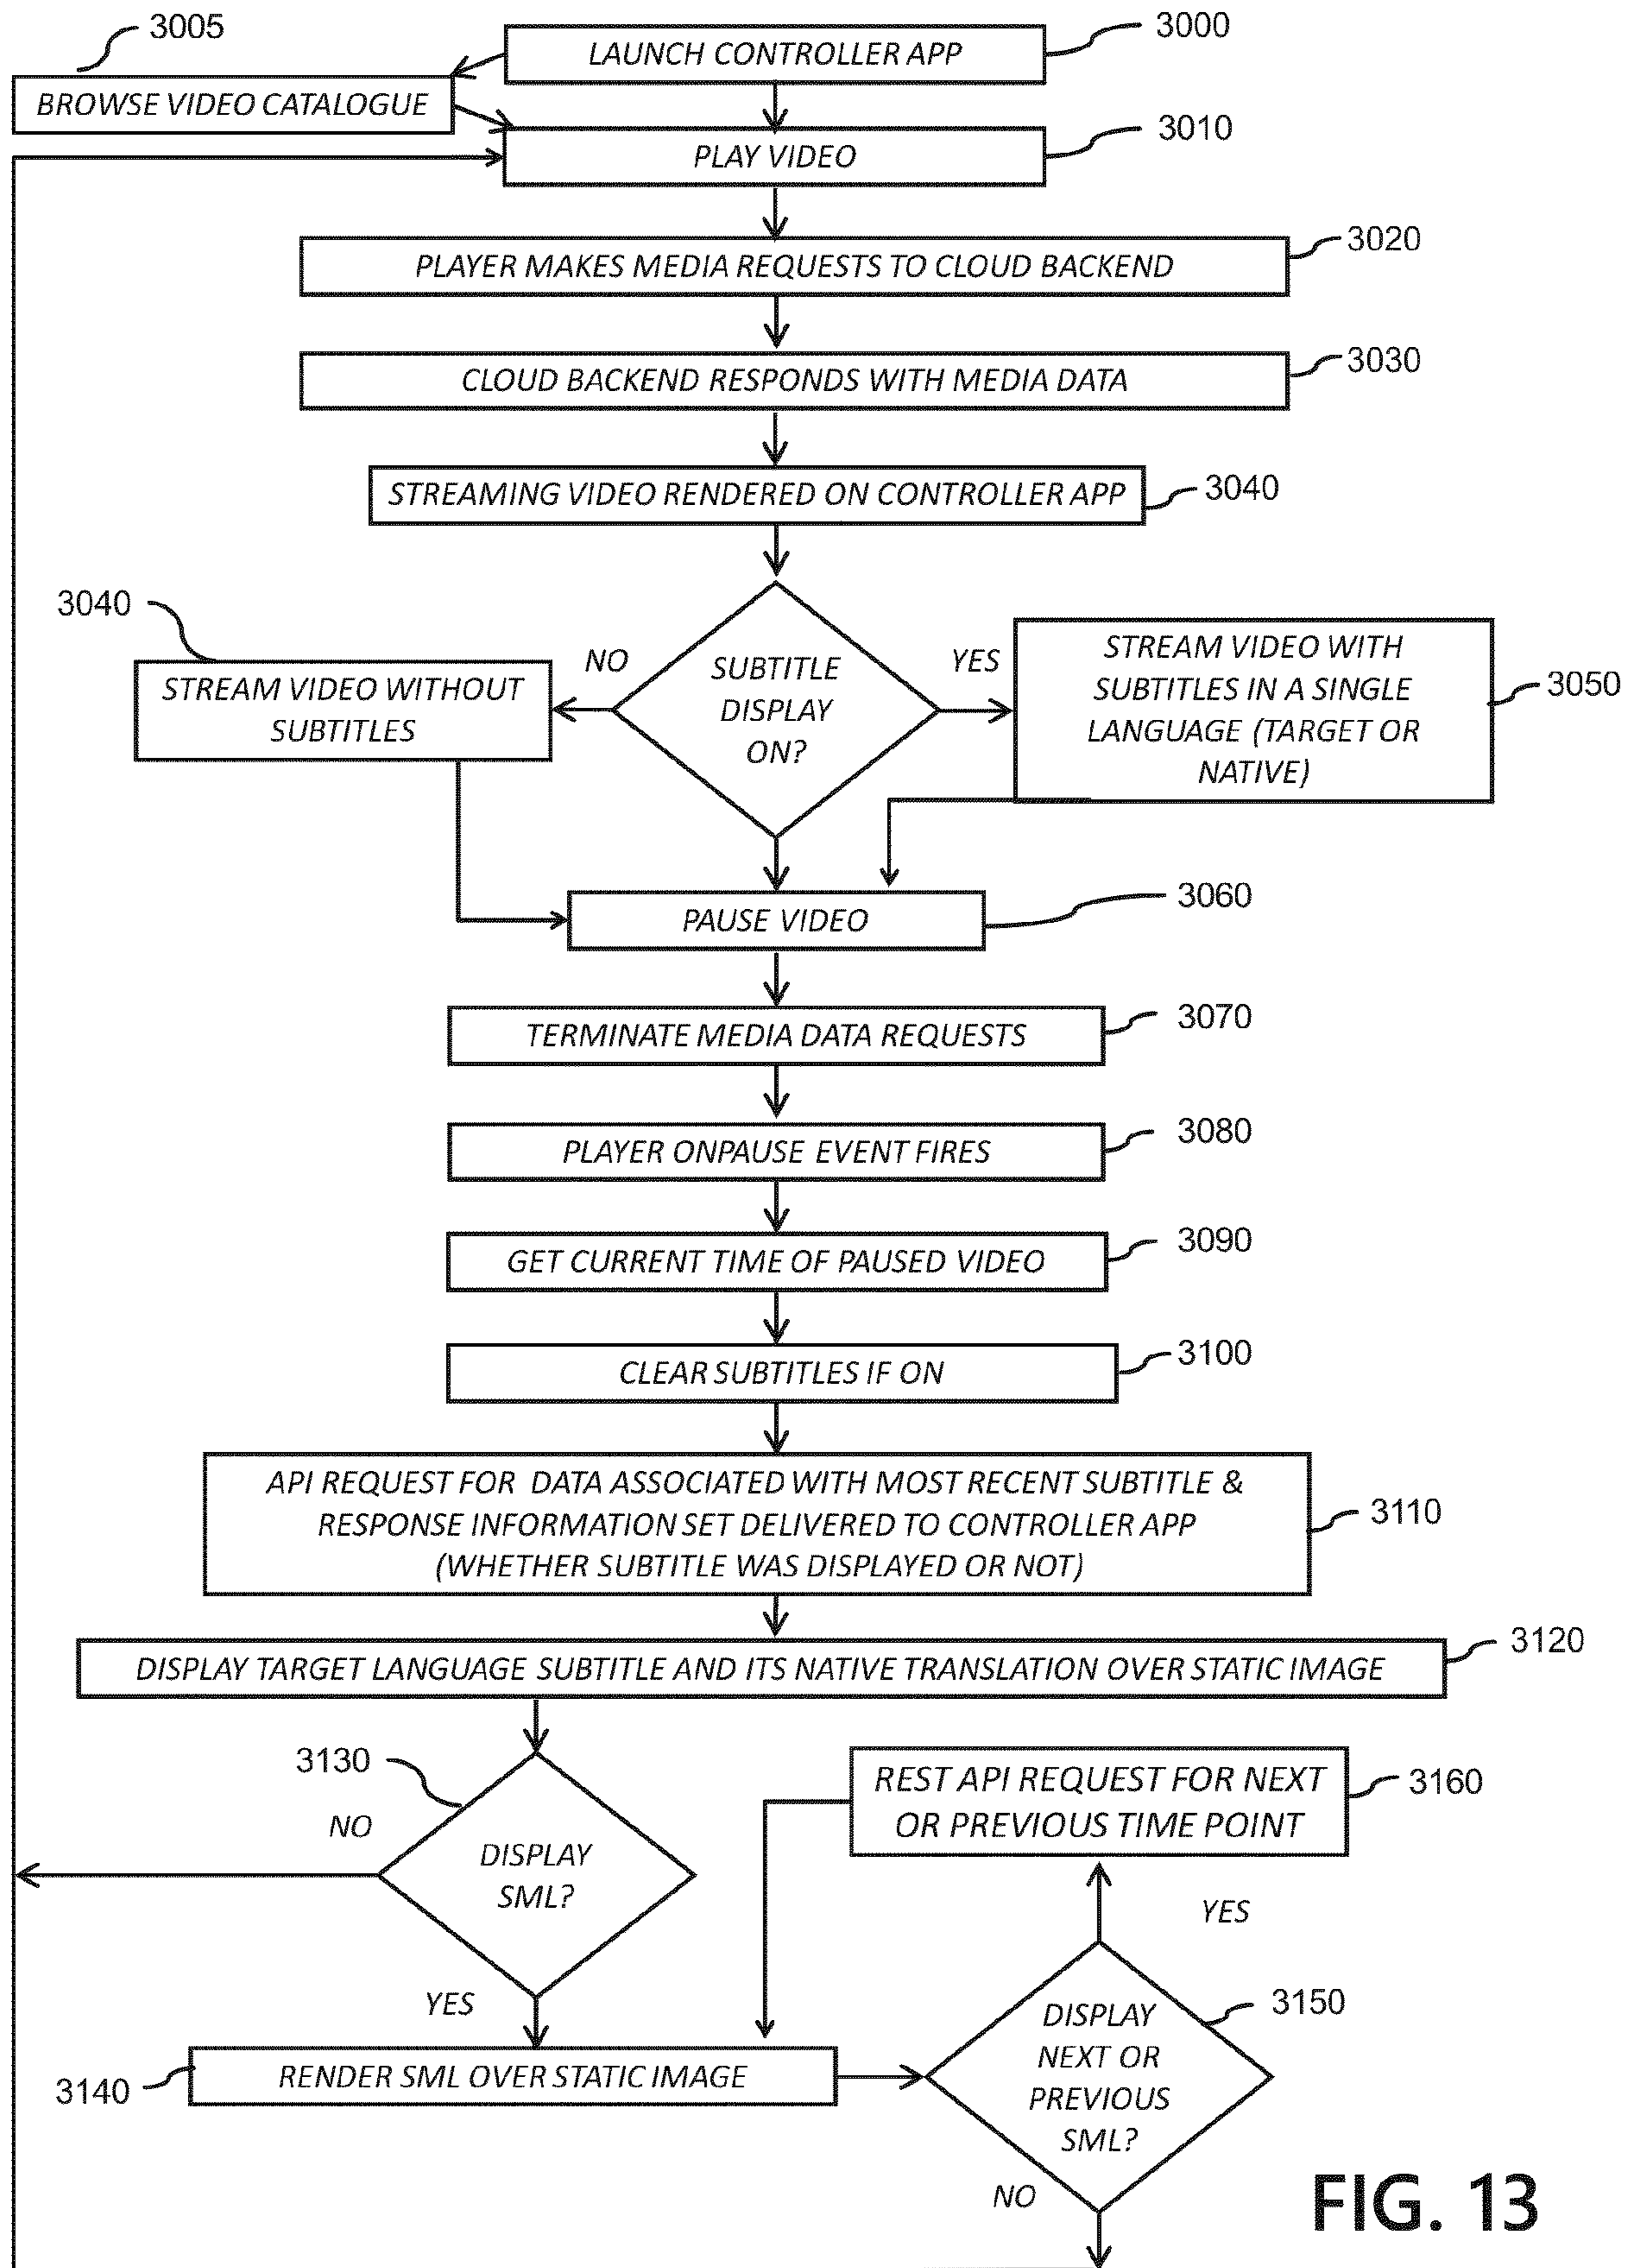 3005
3000
LAUNCH CONTROLLER APP
BROWSE VIDEO CATALOGUE
3010
PLAY VIDEO
3020
PLAYER MAKES MEDIA REQUESTS TO CLOUD BACKEND
3030
CLOUD BACKEND RESPONDS WITH MEDIA DATA
3040
STREAMING VIDEO RENDERED ON CONTROLLER APP
3040
STREAM VIDEO WITHOUT
SUBTITLES
NO
SUBTITLE
DISPLAY
ON?
YES
STREAM VIDEO WITH
SUBTITLES IN A SINGLE
LANGUAGE (TARGET OR
NATIVE)
3050
3060
PAUSE VIDEO
3070
TERMINATE MEDIA DATA REQUESTS
3080
PLAYER ONPAUSE EVENT FIRES
3090
GET CURRENT TIME OF PAUSED VIDEO
3100
CLEAR SUBTITLES IF ON
API REQUEST FOR DATA ASSOCIATED WITH MOST RECENT SUBTITLE &
RESPONSE INFORMATION SET DELIVERED TO CONTROLLER APP
(WHETHER SUBTITLE WAS DISPLAYED OR NOT)
3110
3120
DISPLAY TARGET LANGUAGE SUBTITLE AND ITS NATIVE TRANSLATION OVER STATIC IMAGE
3130
NO
DISPLAY
SML?
YES
REST API REQUEST FOR NEXT
OR PREVIOUS TIME POINT
3160
YES
3150
DISPLAY
NEXT OR
PREVIOUS
SML?
RENDER SML OVER STATIC IMAGE
3140
NO
FIG. 13